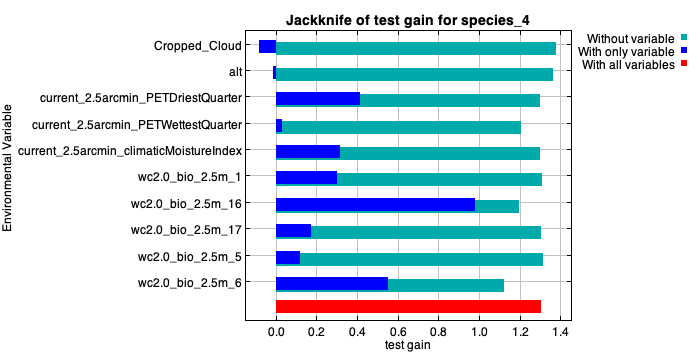 Jackknife of test gain for species_4
Without variable
With only variable
With all variables
Environmental Variable
Cropped_Cloud
alt
current_2.5arcmin_PETDriestQuarter
current_2.5arcmin_PETWettestQuarter
current_2.5arcmin_climaticMoistureIndex
wc2.0_bio_2.5m_1
wc2.0_bio_2.5m_16
wc2.0_bio_2.5m_17
wc2.0_bio_2.5m_5
wc2.0_bio_2.5m_6
0.0 0.2 0.4 0.6 0.8 1.0 1.2 1.4
test gain